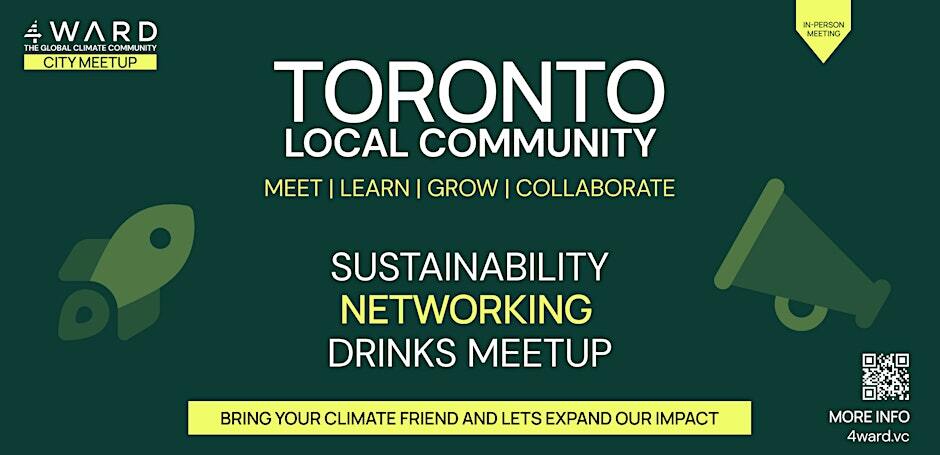 4WARD
THE GLOBAL CLIMATE COMMUNITY
CITY MEETUP
IN-PERSON
MEETING
TORONTO
LOCAL COMMUNITY
MEET | LEARN | GROW | COLLABORATE
SUSTAINABILITY
NETWORKING
DRINKS MEETUP
BRING YOUR CLIMATE FRIEND AND LETS EXPAND OUR IMPACT
MORE INFO
4ward.vc